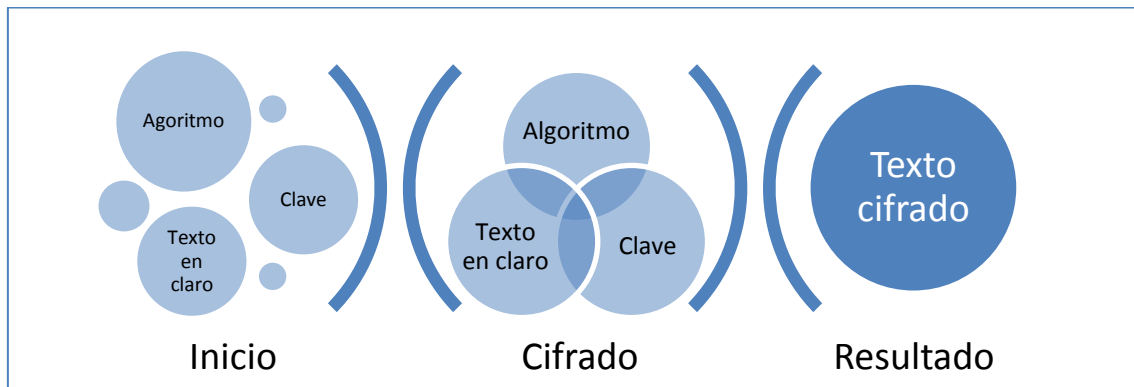 Agoritmo
Clave
Texto
en
claro
Inicio
Algoritmo
Texto
en claro
Clave
Cifrado
Texto
cifrado
Resultado